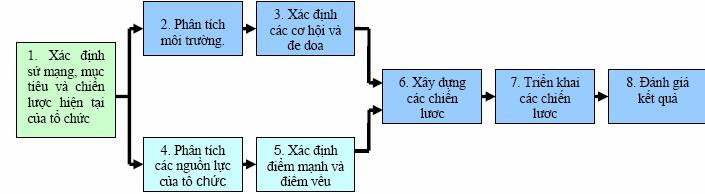 1. Xác định
sứ mạng, mục
tiêu và chiến
lược hiện tại
của tổ chức
2. Phân tích
môi trường.
3. Xác định
các cơ hội và
đe doa
4. Phân tích
các nguồn lực
của tổ chức
5. Xác định
điểm mạnh và
điểm yếu
6. Xây dựng
các chiến
lươc
7. Triển khai
các chiến
lươc
8. Đánh giá
kết quả